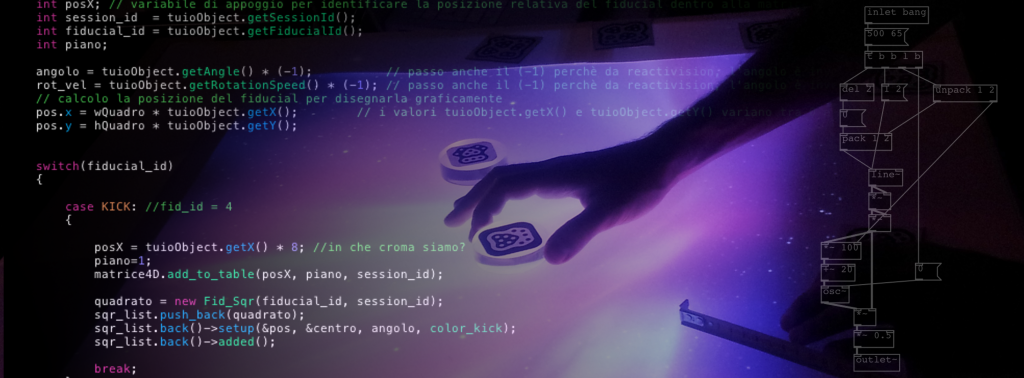 int posX; // variabile di appoggio per identificare la posizione relativa del fiducial dentro alla
int session_id  = tuioObject.getSessionId();
int fiducial_id = tuioObject.getFiducialId();
int piano;
angolo = tuioObject.getAngle() * (-1);          // passo anche il (-1) perchè da reactivision, l'angolo
rot_vel = tuioObject.getRotationSpeed() * (-1); // passo anche il (-1) perchè da reactivision, l'angolo
// calcolo la posizione del fiducial per disegnarla graficamente
pos.x = wQuadro * tuioObject.getX();        // i valori tuioObject.getX() e tuioObject.getY() variano
pos.y = hQuadro * tuioObject.getY();
switch(fiducial_id)
{
case KICK: //fid_id = 4
{
posX = tuioObject.getX() * 8; //in che croma siamo?
piano=1;
matrice4D.add_to_table(posX, piano, session_id);
quadrato = new Fid_Sqr(fiducial_id, session_id);
sqr_list.push_back(quadrato);
sqr_list.back()->setup(&pos, &centro, angolo, color_kick);
sqr_list.back()->added();
break;
inlet bang
500 65
t b b l b
del 2
unpack 1 2
0
pack 1 2
line~
*~
*~
*~ 100
+~ 20
0
osc~
*~
*~ 0.5
outlet~